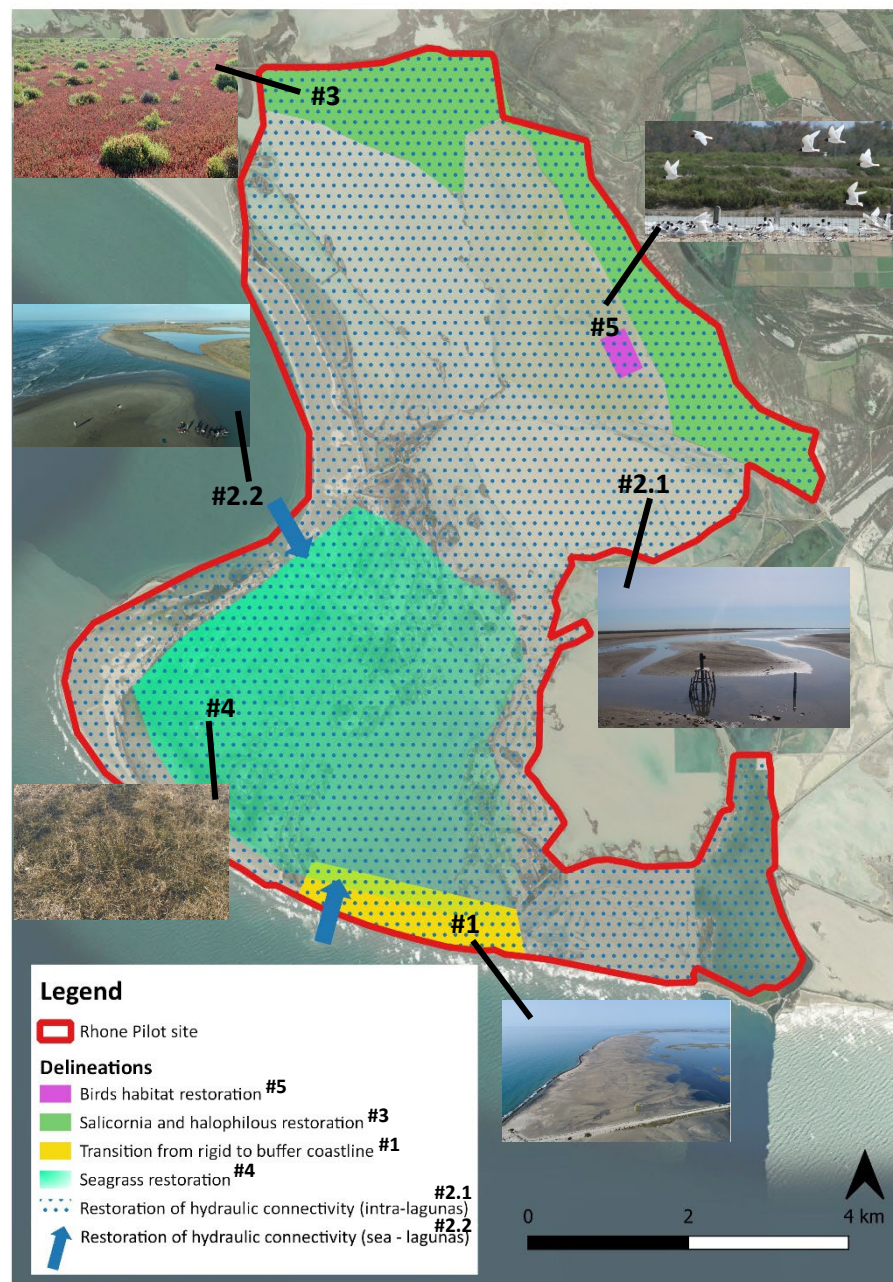 #3
#5
#2.2
#2.1
#4
#1
Legend
Rhone Pilot site
Delineations
Birds habitat restoration #5
Salicornia and halophilous restoration #3
Transition from rigid to buffer coastline #1
Seagrass restoration #4
Restoration of hydraulic connectivity (intra-lagunas) #2.1
Restoration of hydraulic connectivity (sea - lagunas) #2.2
0 2 4 km